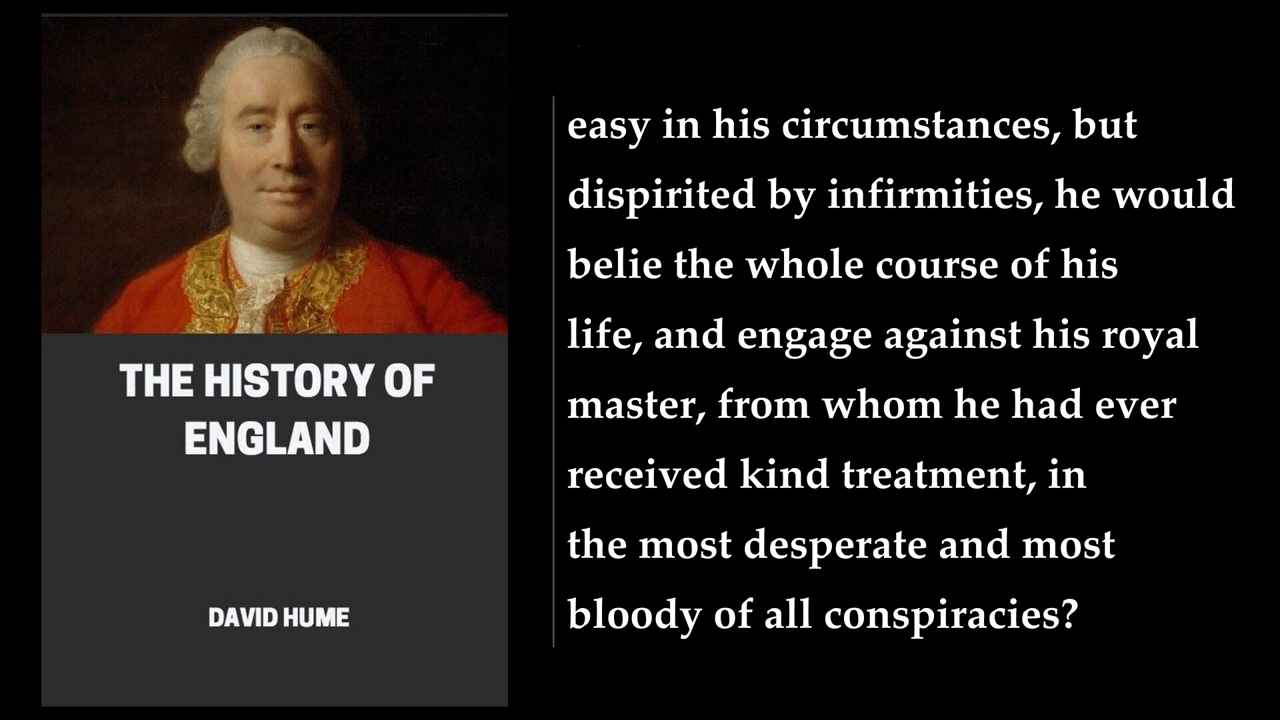 THE HISTORY OF
ENGLAND
DAVID HUME
easy in his circumstances, but
dispirited by infirmities, he would
belie the whole course of his
life, and engage against his royal
master, from whom he had ever
received kind treatment, in
the most desperate and most
bloody of all conspiracies?